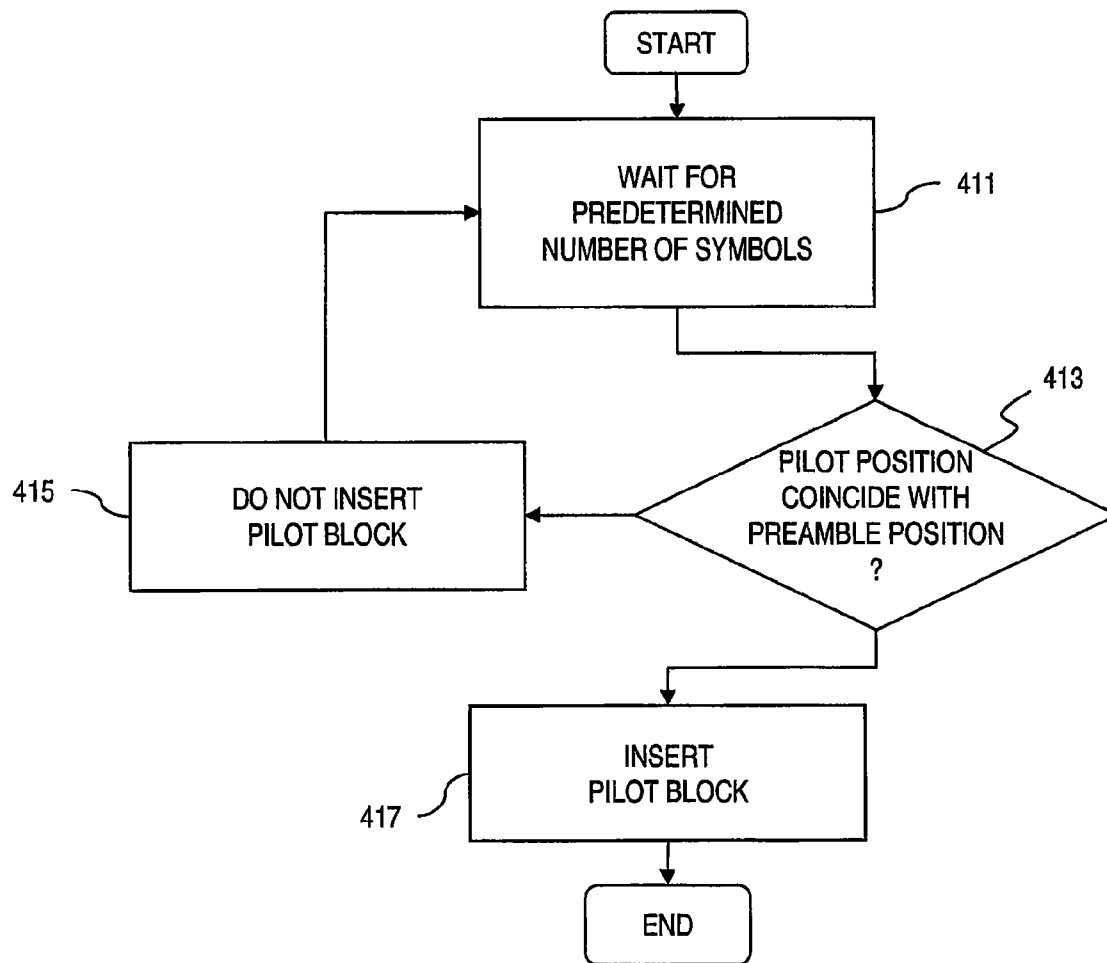 START
WAIT FOR
PREDETERMINED
NUMBER OF SYMBOLS
411
413
PILOT POSITION
COINCIDE WITH
PREAMBLE POSITION
?
415
DO NOT INSERT
PILOT BLOCK
INSERT
PILOT BLOCK
417
END